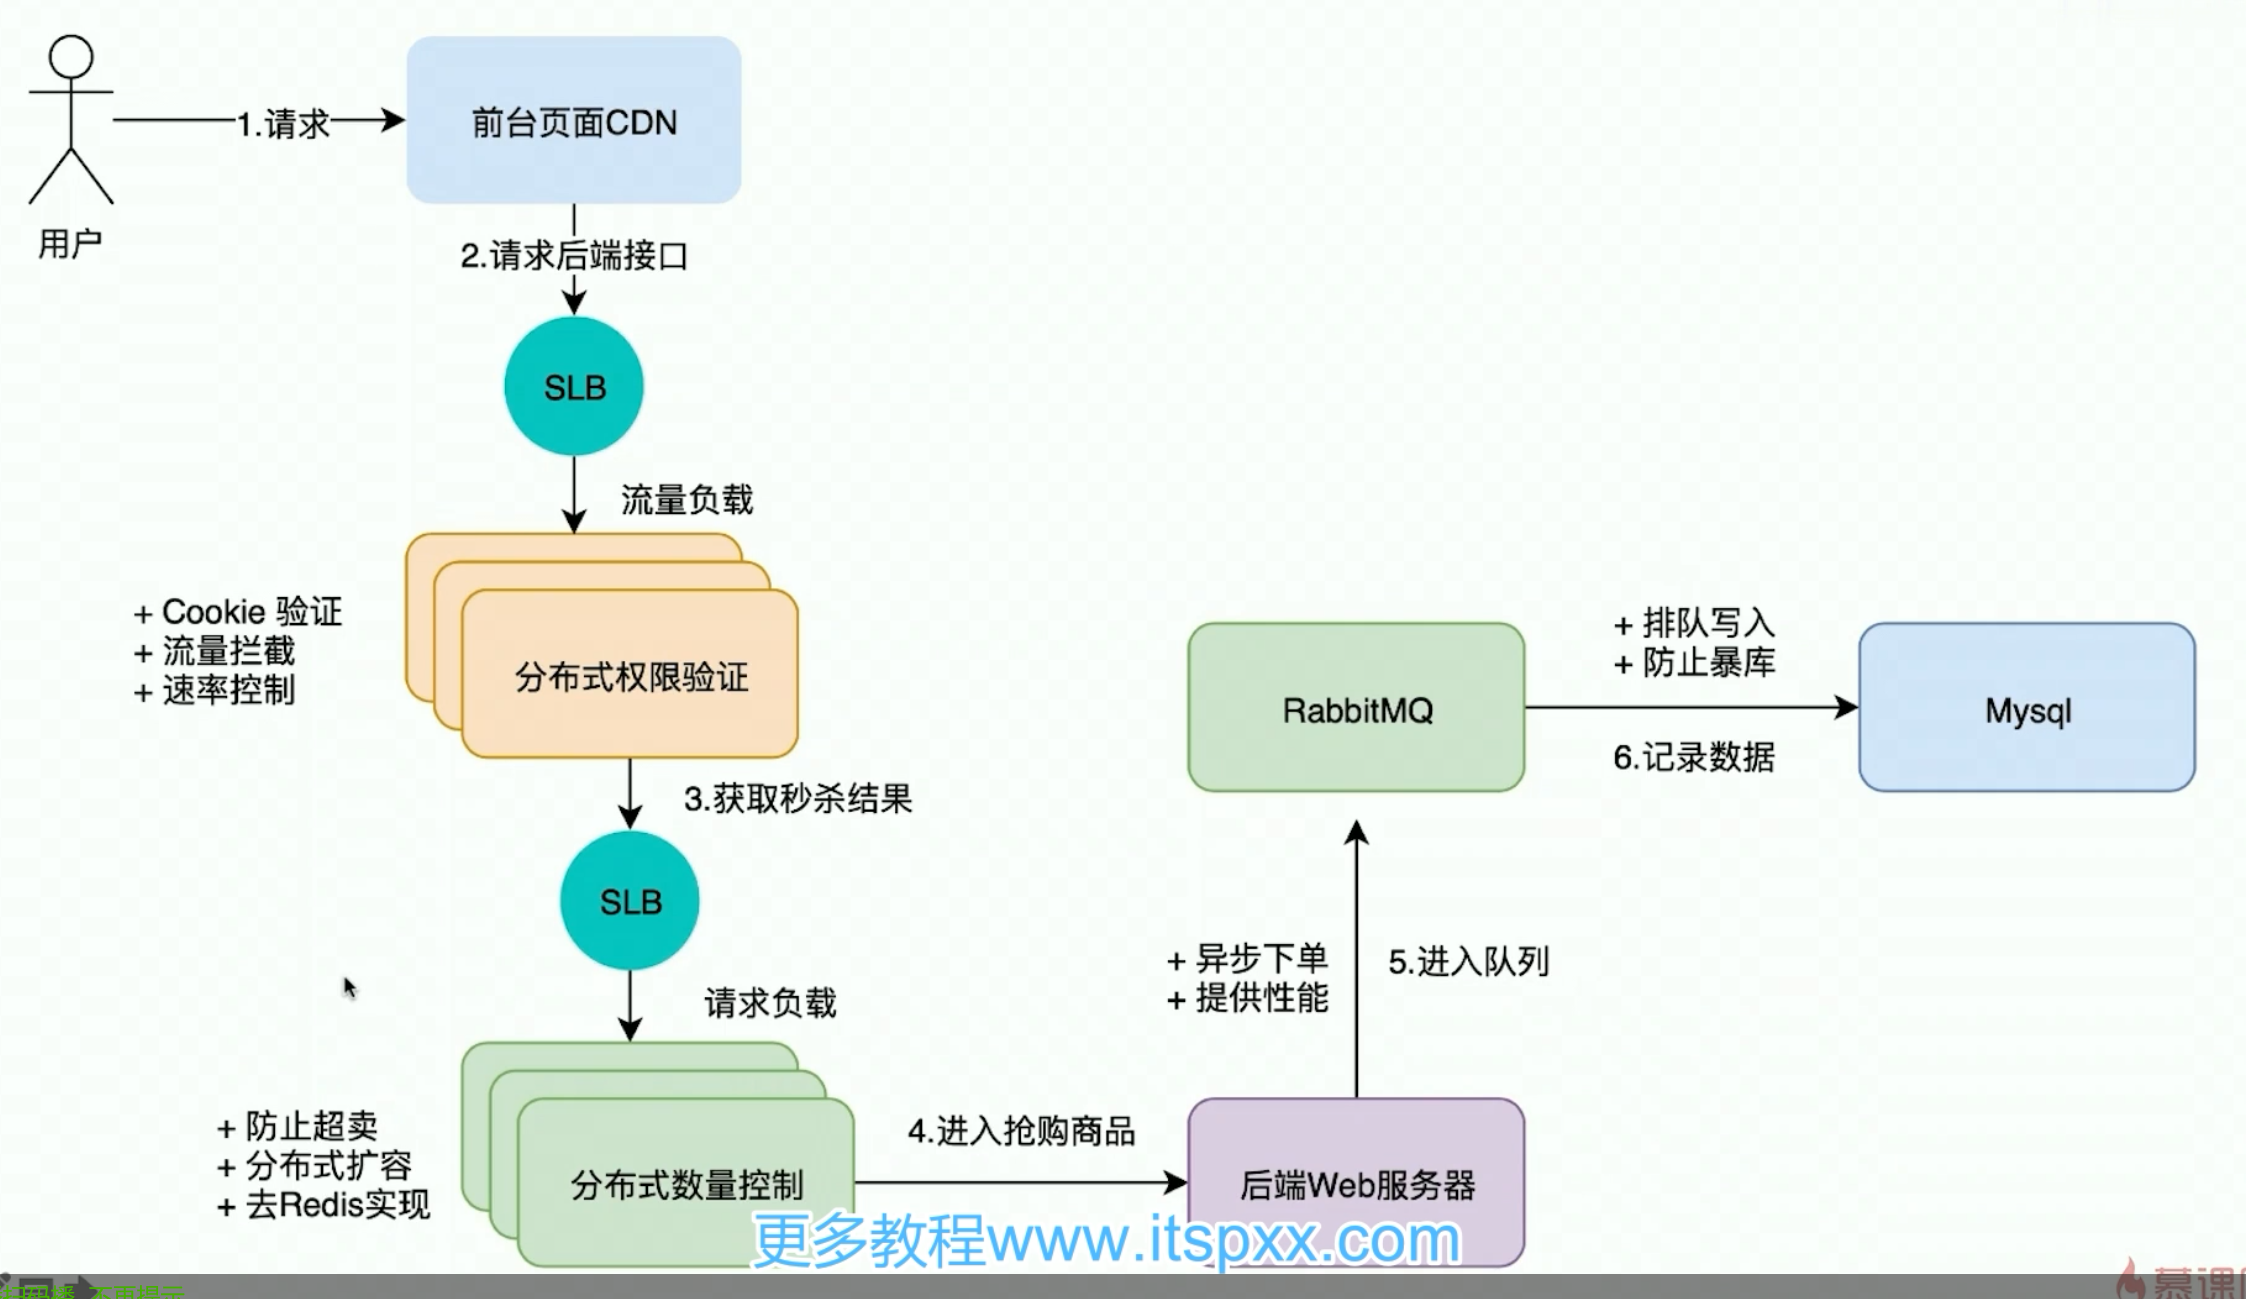 用户
1.请求
前台页面CDN
2.请求后端接口
SLB
流量负载
+ Cookie 验证
+ 流量拦截
+ 速率控制
分布式权限验证
3.获取秒杀结果
SLB
请求负载
+ 防止超卖
+ 分布式扩容
+ 去Redis实现
分布式数量控制
4.进入抢购商品
后端Web服务器
+ 异步下单
+ 提供性能
5.进入队列
RabbitMQ
+ 排队写入
+ 防止暴库
6.记录数据
Mysql
更多教程www.itspxx.com
慕课